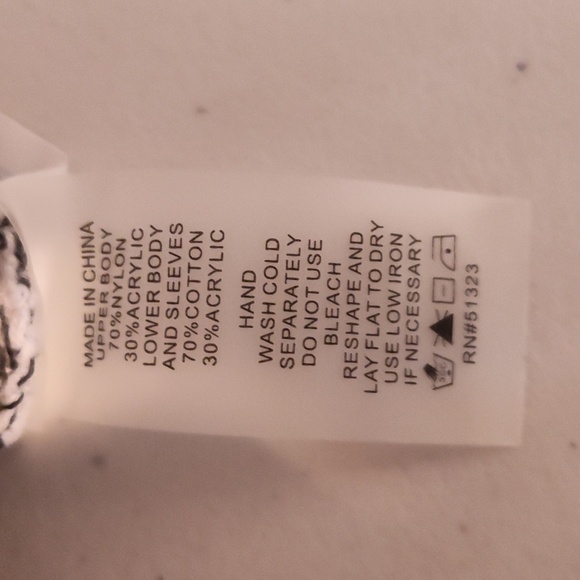 MADE IN CHINA
UPPER BODY
70%NYLON
30%ACRYLIC
LOWER BODY
AND SLEEVES
70%COTTON
30%ACRYLIC
HAND
WASH COLD
SEPARATELY
DO NOT USE
BLEACH
RESHAPE AND
LAY FLAT TO DRY
USE LOW IRON
IF NECESSARY
RN#51323